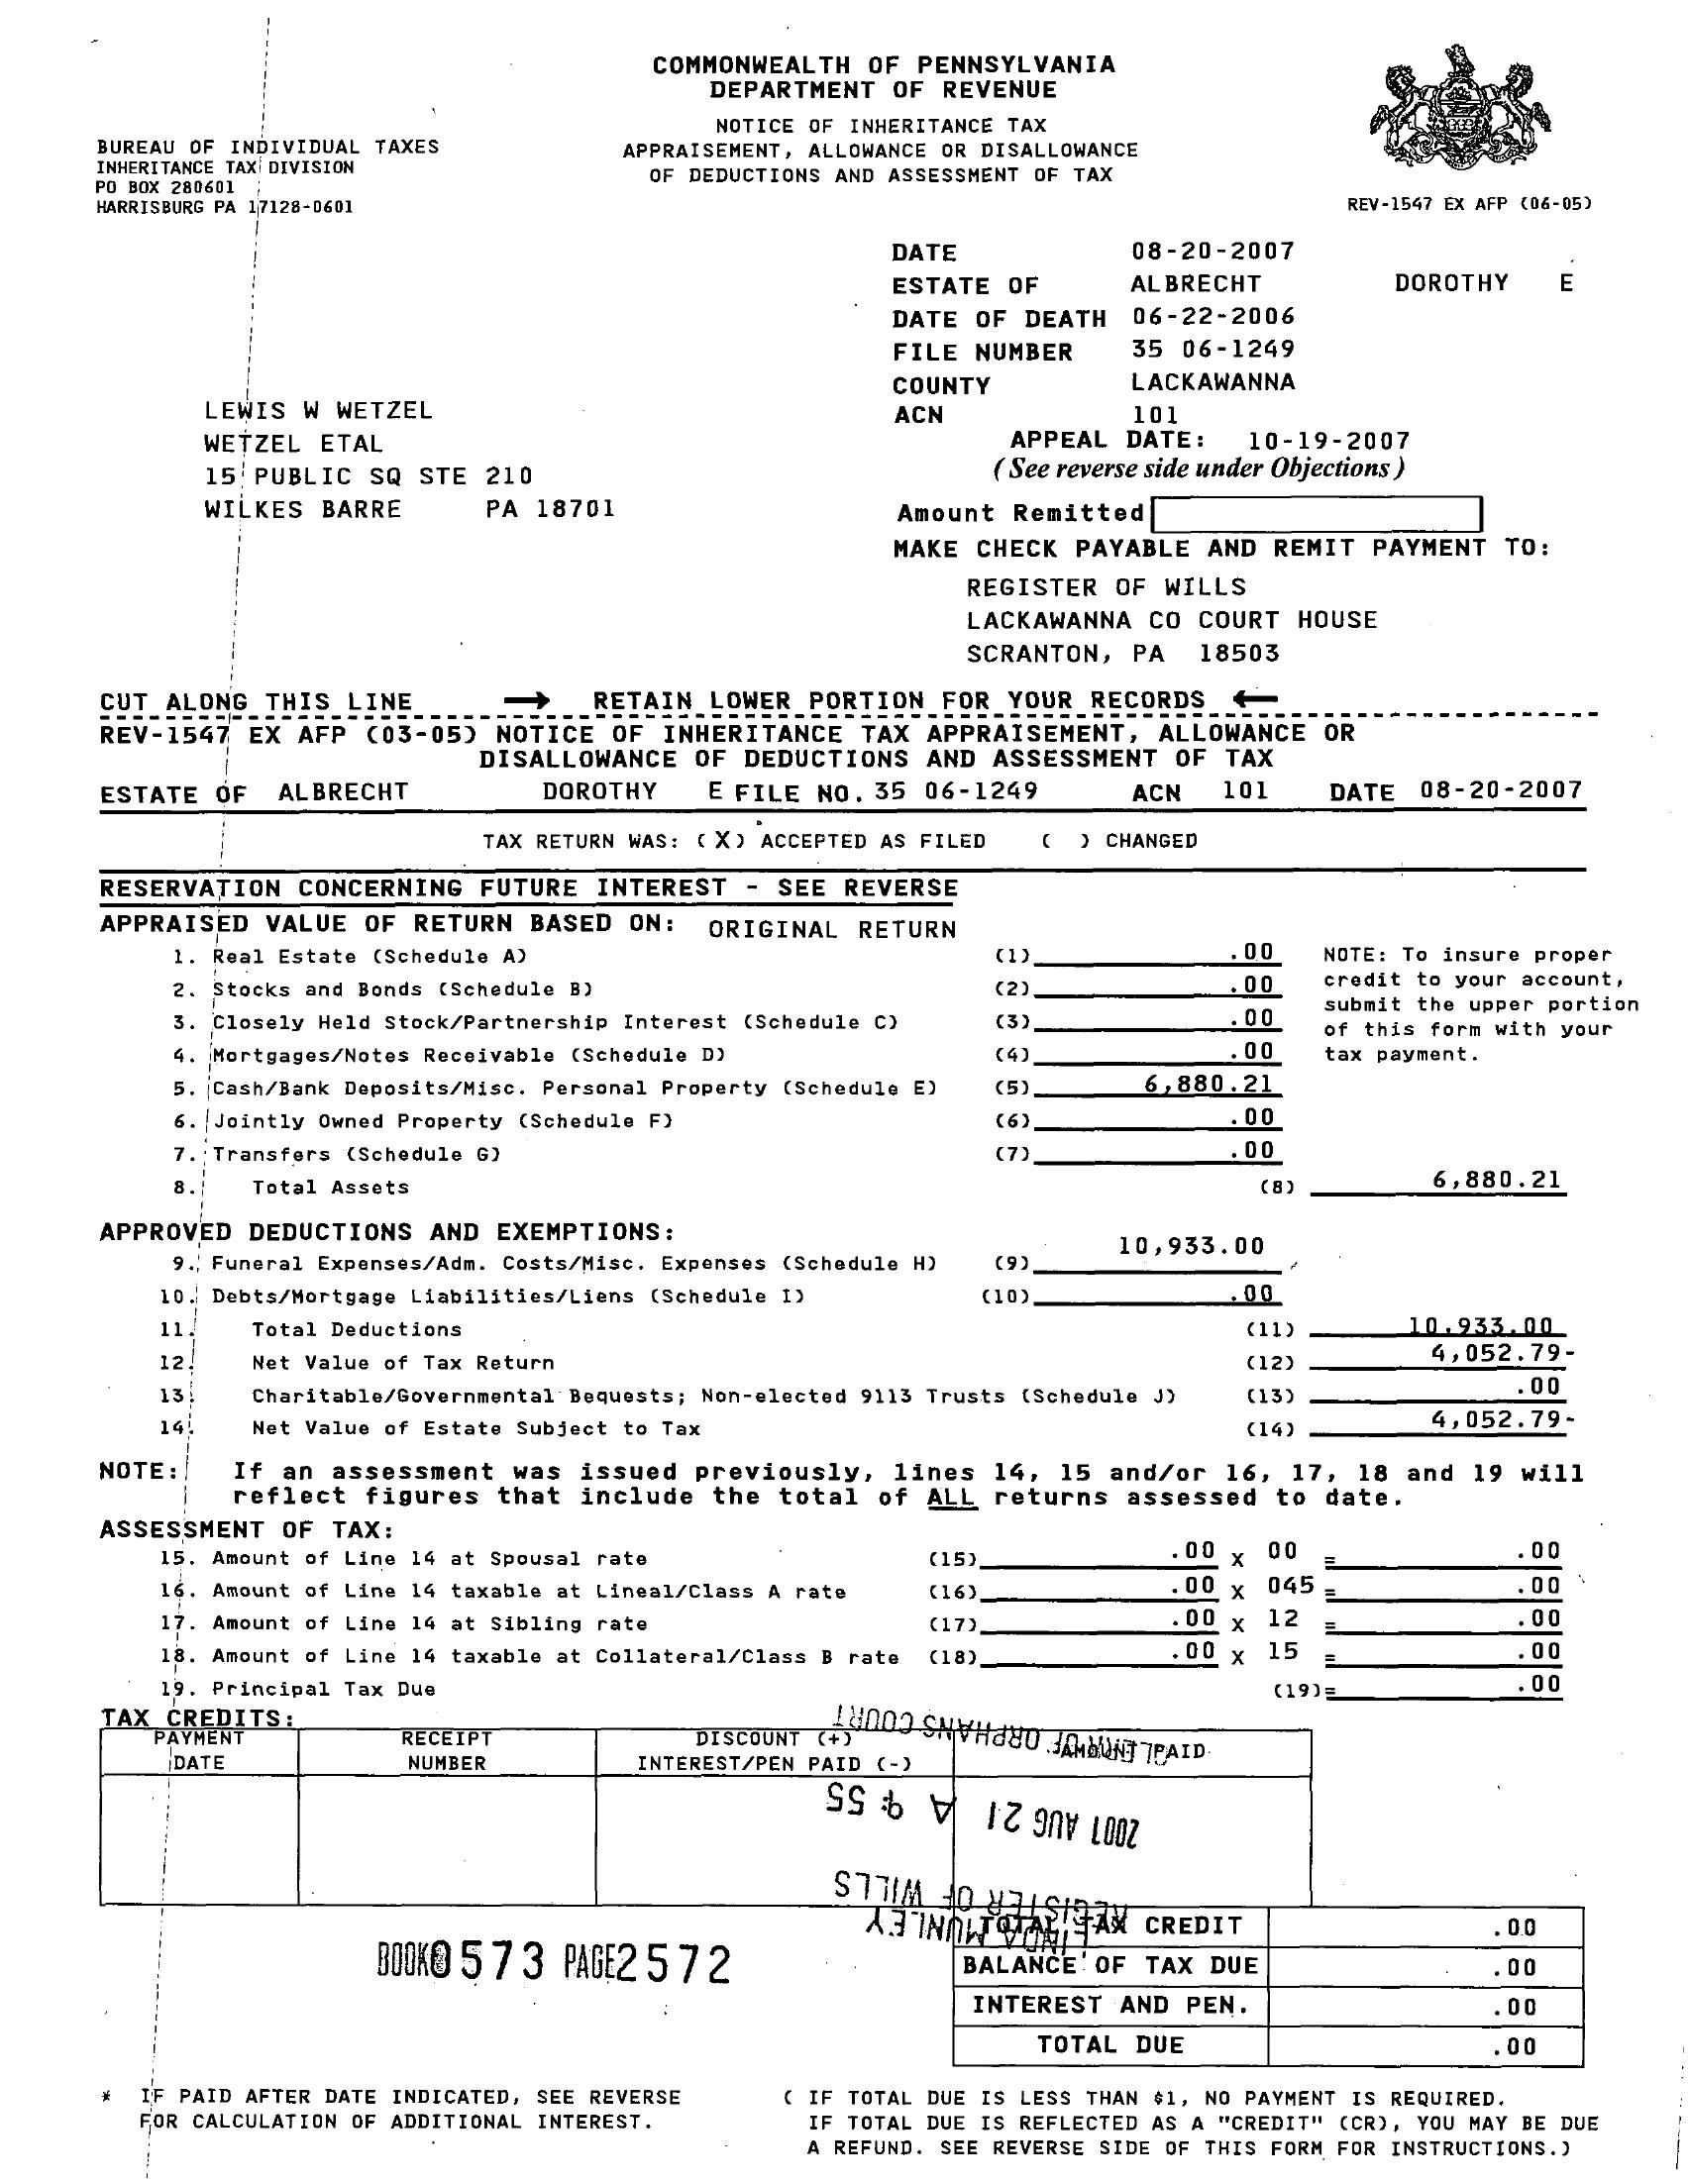 COMMONWEALTH OF PENNSYLVANIA
DEPARTMENT OF REVENUE
NOTICE OF INHERITANCE TAX
APPRAISEMENT, ALLOWANCE OR DISALLOWANCE
OF DEDUCTIONS AND ASSESSMENT OF TAX
BUREAU OF INDIVIDUAL TAXES
INHERITANCE TAX DIVISION
PO BOX 280601
HARRISBURG PA 17128-0601
REV-1547 EX AFP (06-05)
DATE 08-20-2007
ESTATE OF ALBRECHT DOROTHY E
DATE OF DEATH 06-22-2006
FILE NUMBER 35 06-1249
COUNTY LACKAWANNA
ACN 101
APPEAL DATE: 10-19-2007
(See reverse side under Objections)
LEWIS W WETZEL
WETZEL ETAL
15 PUBLIC SQ STE 210
WILKES BARRE PA 18701
Amount Remitted
MAKE CHECK PAYABLE AND REMIT PAYMENT TO:
REGISTER OF WILLS
LACKAWANNA CO COURT HOUSE
SCRANTON, PA 18503
CUT ALONG THIS LINE → RETAIN LOWER PORTION FOR YOUR RECORDS ←
REV-1547 EX AFP (03-05) NOTICE OF INHERITANCE TAX APPRAISEMENT, ALLOWANCE OR
DISALLOWANCE OF DEDUCTIONS AND ASSESSMENT OF TAX
ESTATE OF ALBRECHT DOROTHY E FILE NO. 35 06-1249 ACN 101 DATE 08-20-2007
TAX RETURN WAS: (X) ACCEPTED AS FILED ( ) CHANGED
RESERVATION CONCERNING FUTURE INTEREST - SEE REVERSE
APPRAISED VALUE OF RETURN BASED ON: ORIGINAL RETURN
1. Real Estate (Schedule A) (1) .00
2. Stocks and Bonds (Schedule B) (2) .00
3. Closely Held Stock/Partnership Interest (Schedule C) (3) .00
4. Mortgages/Notes Receivable (Schedule D) (4) .00
5. Cash/Bank Deposits/Misc. Personal Property (Schedule E) (5) 6,880.21
6. Jointly Owned Property (Schedule F) (6) .00
7. Transfers (Schedule G) (7) .00
8. Total Assets (8) 6,880.21
NOTE: To insure proper
credit to your account,
submit the upper portion
of this form with your
tax payment.
APPROVED DEDUCTIONS AND EXEMPTIONS:
9. Funeral Expenses/Adm. Costs/Misc. Expenses (Schedule H) (9) 10,933.00
10. Debts/Mortgage Liabilities/Liens (Schedule I) (10) .00
11. Total Deductions (11) 10,933.00
12. Net Value of Tax Return (12) 4,052.79-
13. Charitable/Governmental Bequests; Non-elected 9113 Trusts (Schedule J) (13) .00
14. Net Value of Estate Subject to Tax (14) 4,052.79-
NOTE: If an assessment was issued previously, lines 14, 15 and/or 16, 17, 18 and 19 will
reflect figures that include the total of ALL returns assessed to date.
ASSESSMENT OF TAX:
15. Amount of Line 14 at Spousal rate (15) .00 X 00 = .00
16. Amount of Line 14 taxable at Lineal/Class A rate (16) .00 X 045 = .00
17. Amount of Line 14 at Sibling rate (17) .00 X 12 = .00
18. Amount of Line 14 taxable at Collateral/Class B rate (18) .00 X 15 = .00
19. Principal Tax Due (19)= .00
TAX CREDITS:
PAYMENT DATE
RECEIPT NUMBER
DISCOUNT (+)
INTEREST/PEN PAID (-)
AMOUNT PAID
LINDA MUNLEY
REGISTER OF WILLS
2007 AUG 21 A 9:55
CLERK OF ORPHANS COURT
BOOK0573 PAGE2572
TOTAL TAX CREDIT .00
BALANCE OF TAX DUE .00
INTEREST AND PEN. .00
TOTAL DUE .00
* IF PAID AFTER DATE INDICATED, SEE REVERSE
FOR CALCULATION OF ADDITIONAL INTEREST.
( IF TOTAL DUE IS LESS THAN $1, NO PAYMENT IS REQUIRED.
IF TOTAL DUE IS REFLECTED AS A "CREDIT" (CR), YOU MAY BE DUE
A REFUND. SEE REVERSE SIDE OF THIS FORM FOR INSTRUCTIONS.)